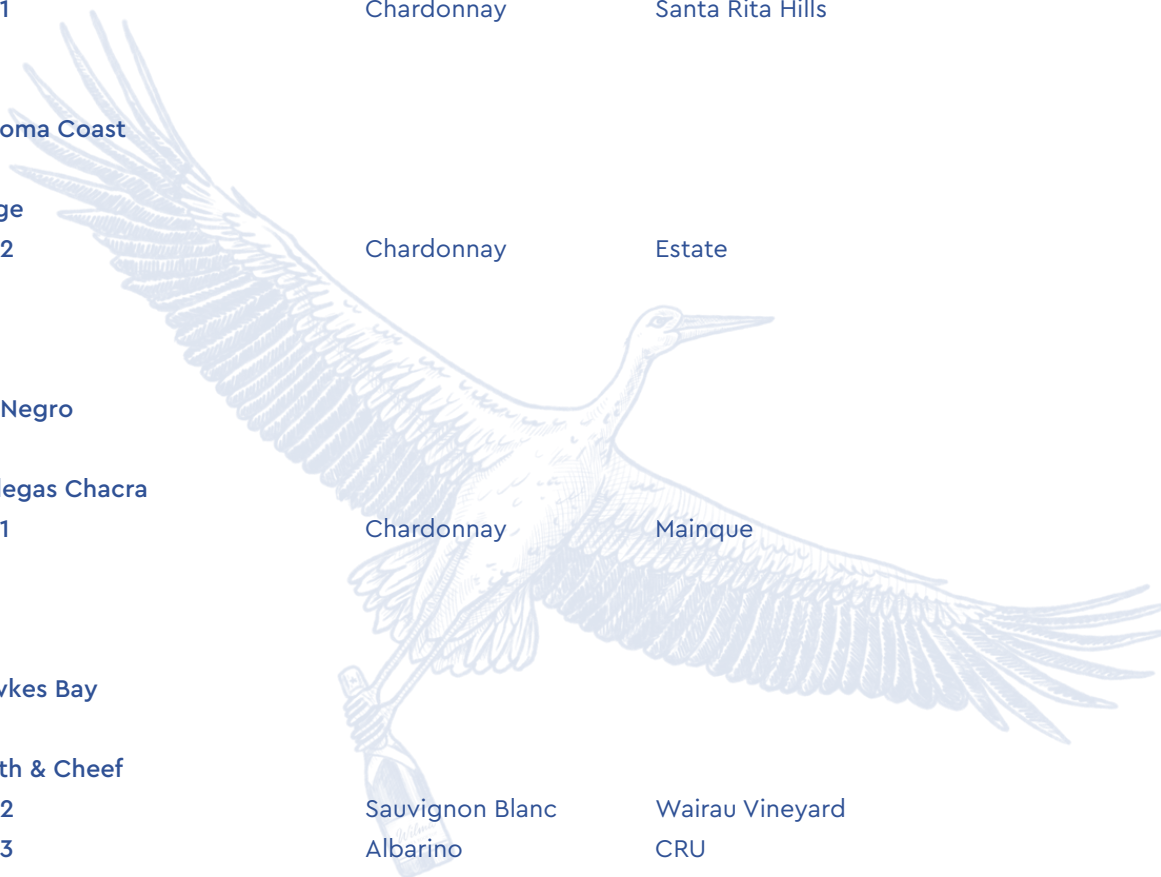 1 Chardonnay Santa Rita Hills
oma Coast
ge
2 Chardonnay Estate
Negro
legas Chacra
1 Chardonnay Mainque
vkes Bay
th & Cheef
2 Sauvignon Blanc Wairau Vineyard
3 Albarino CRU